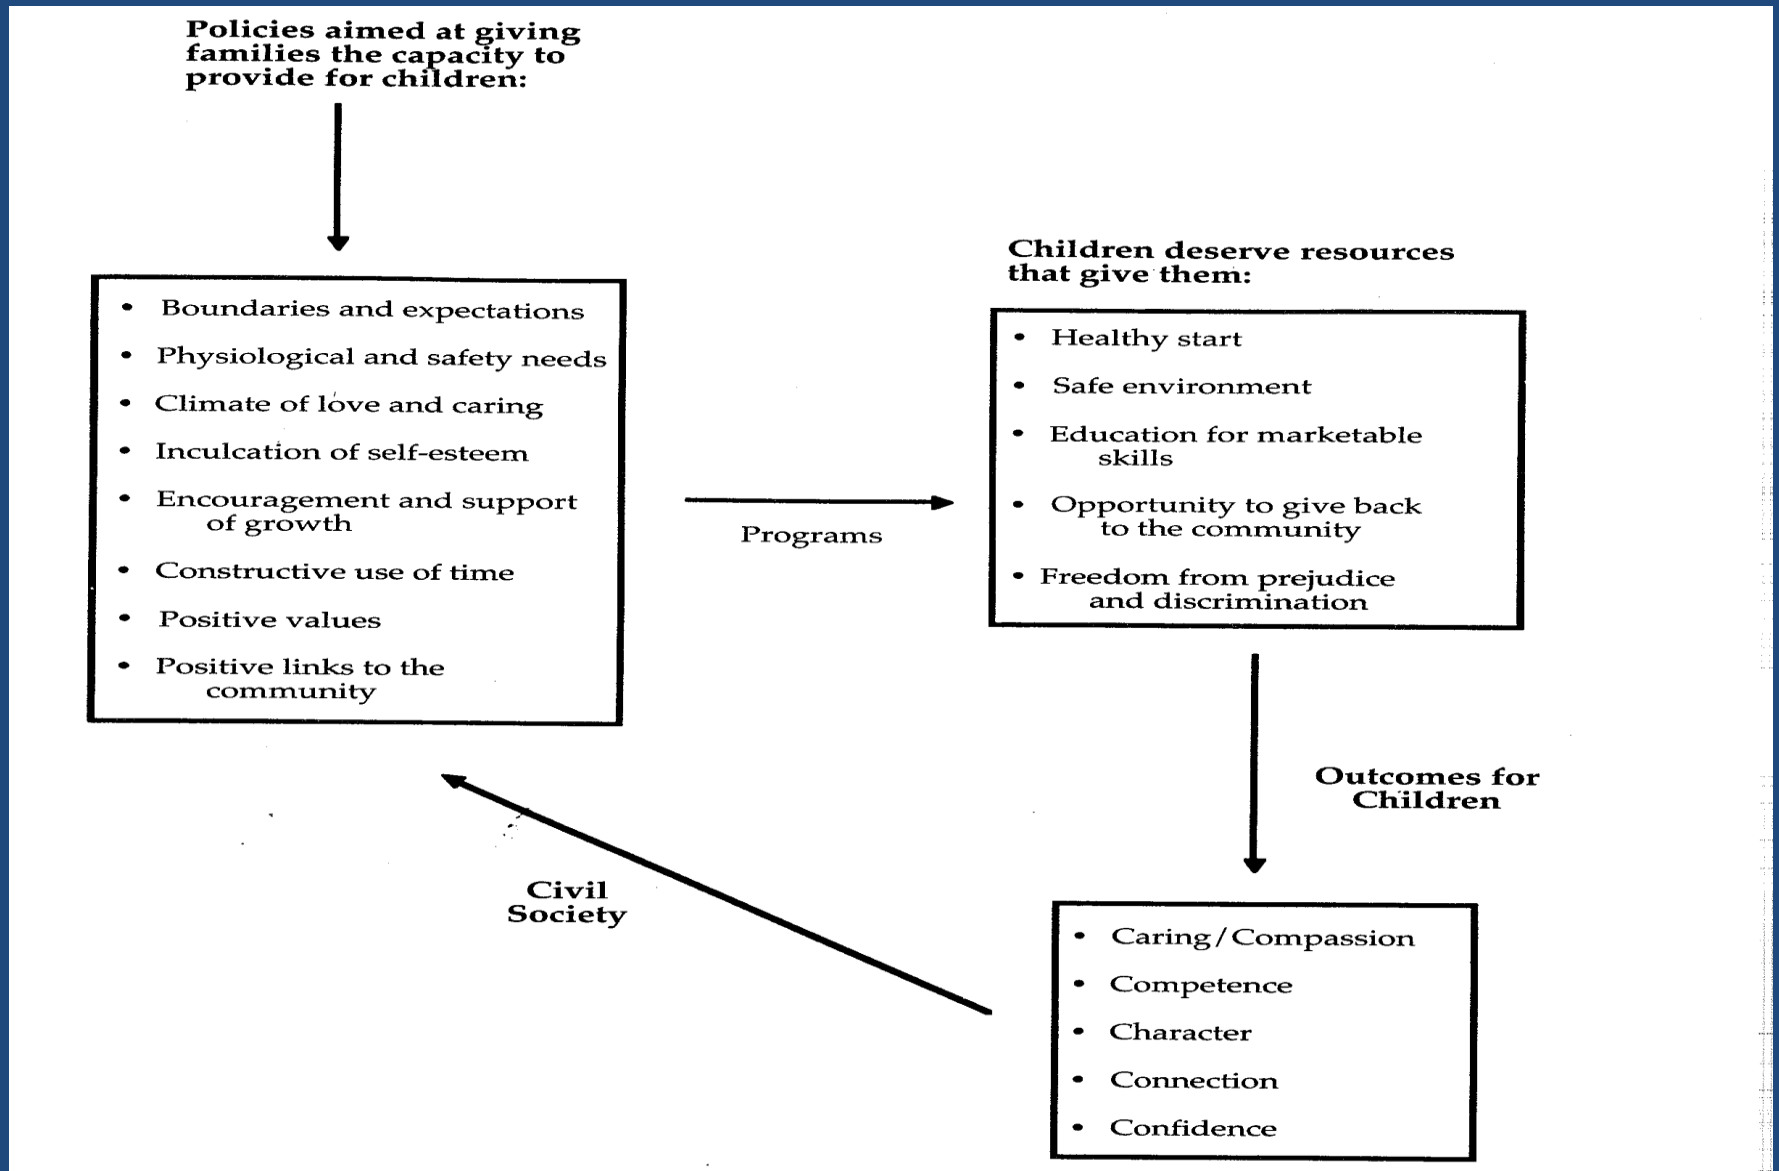 Policies aimed at giving
families the capacity to
provide for children:
• Boundaries and expectations
• Physiological and safety needs
• Climate of love and caring
• Inculcation of self-esteem
• Encouragement and support
of growth
• Constructive use of time
• Positive values
• Positive links to the
community
Programs
Children deserve resources
that give them:
• Healthy start
• Safe environment
• Education for marketable
skills
• Opportunity to give back
to the community
• Freedom from prejudice
and discrimination
Outcomes for
Children
• Caring/Compassion
• Competence
• Character
• Connection
• Confidence
Civil
Society